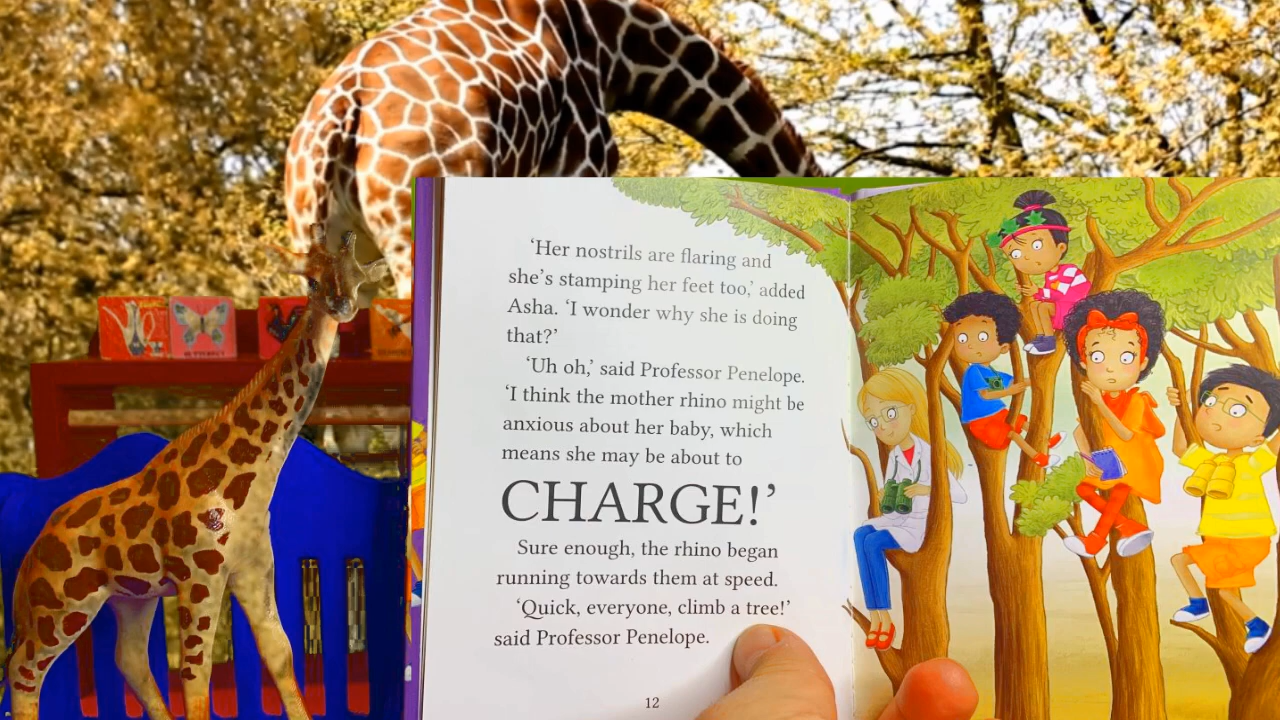 BUTTERFLY
‘Her nostrils are flaring and
she’s stamping her feet too,’ added
Asha. ‘I wonder why she is doing
that?’
‘Uh oh,’ said Professor Penelope.
‘I think the mother rhino might be
anxious about her baby, which
means she may be about to
CHARGE!’
Sure enough, the rhino began
running towards them at speed.
‘Quick, everyone, climb a tree!’
said Professor Penelope.
12